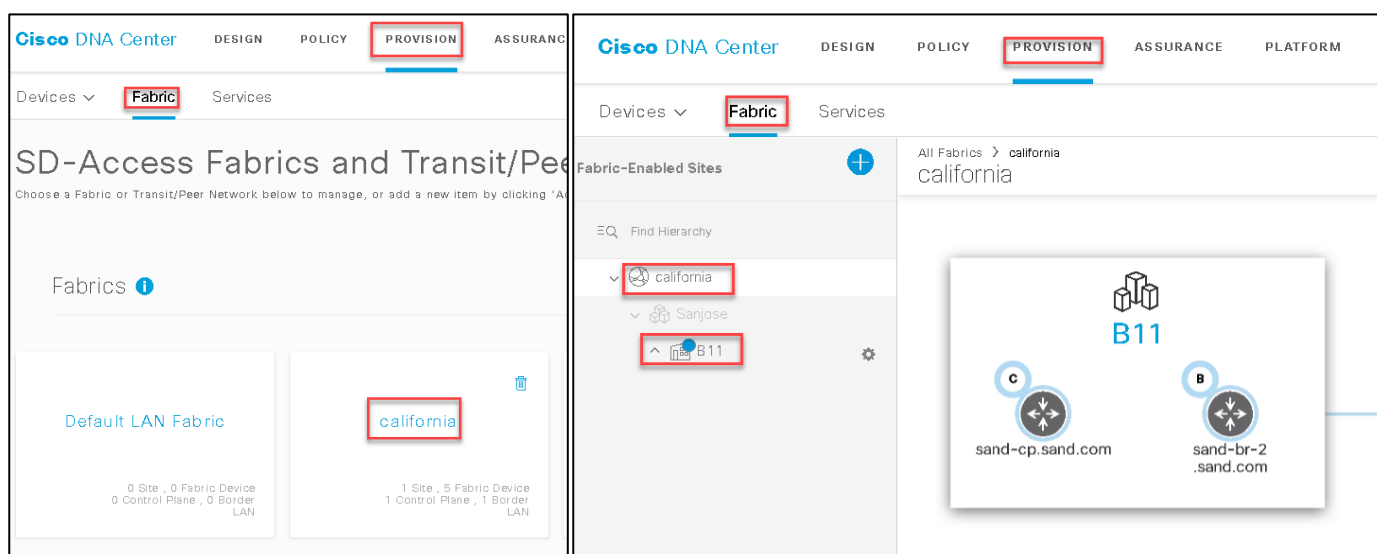 Cisco DNA Center DESIGN POLICY PROVISION ASSURANC
Devices Fabric Services
SD-Access Fabrics and Transit/Pee
Choose a Fabric or Transit/Peer Network below to manage, or add a new item by clicking 'Ad
Fabrics i
Default LAN Fabric
0 Site , 0 Fabric Device
0 Control Plane , 0 Border
LAN
california
1 Site , 5 Fabric Device
1 Control Plane , 1 Border
LAN
Cisco DNA Center DESIGN POLICY PROVISION ASSURANCE PLATFORM
Devices Fabric Services
Fabric-Enabled Sites
Find Hierarchy
california
Sanjose
B11
All Fabrics > california
california
B11
C
sand-cp.sand.com
B
sand-br-2
.sand.com